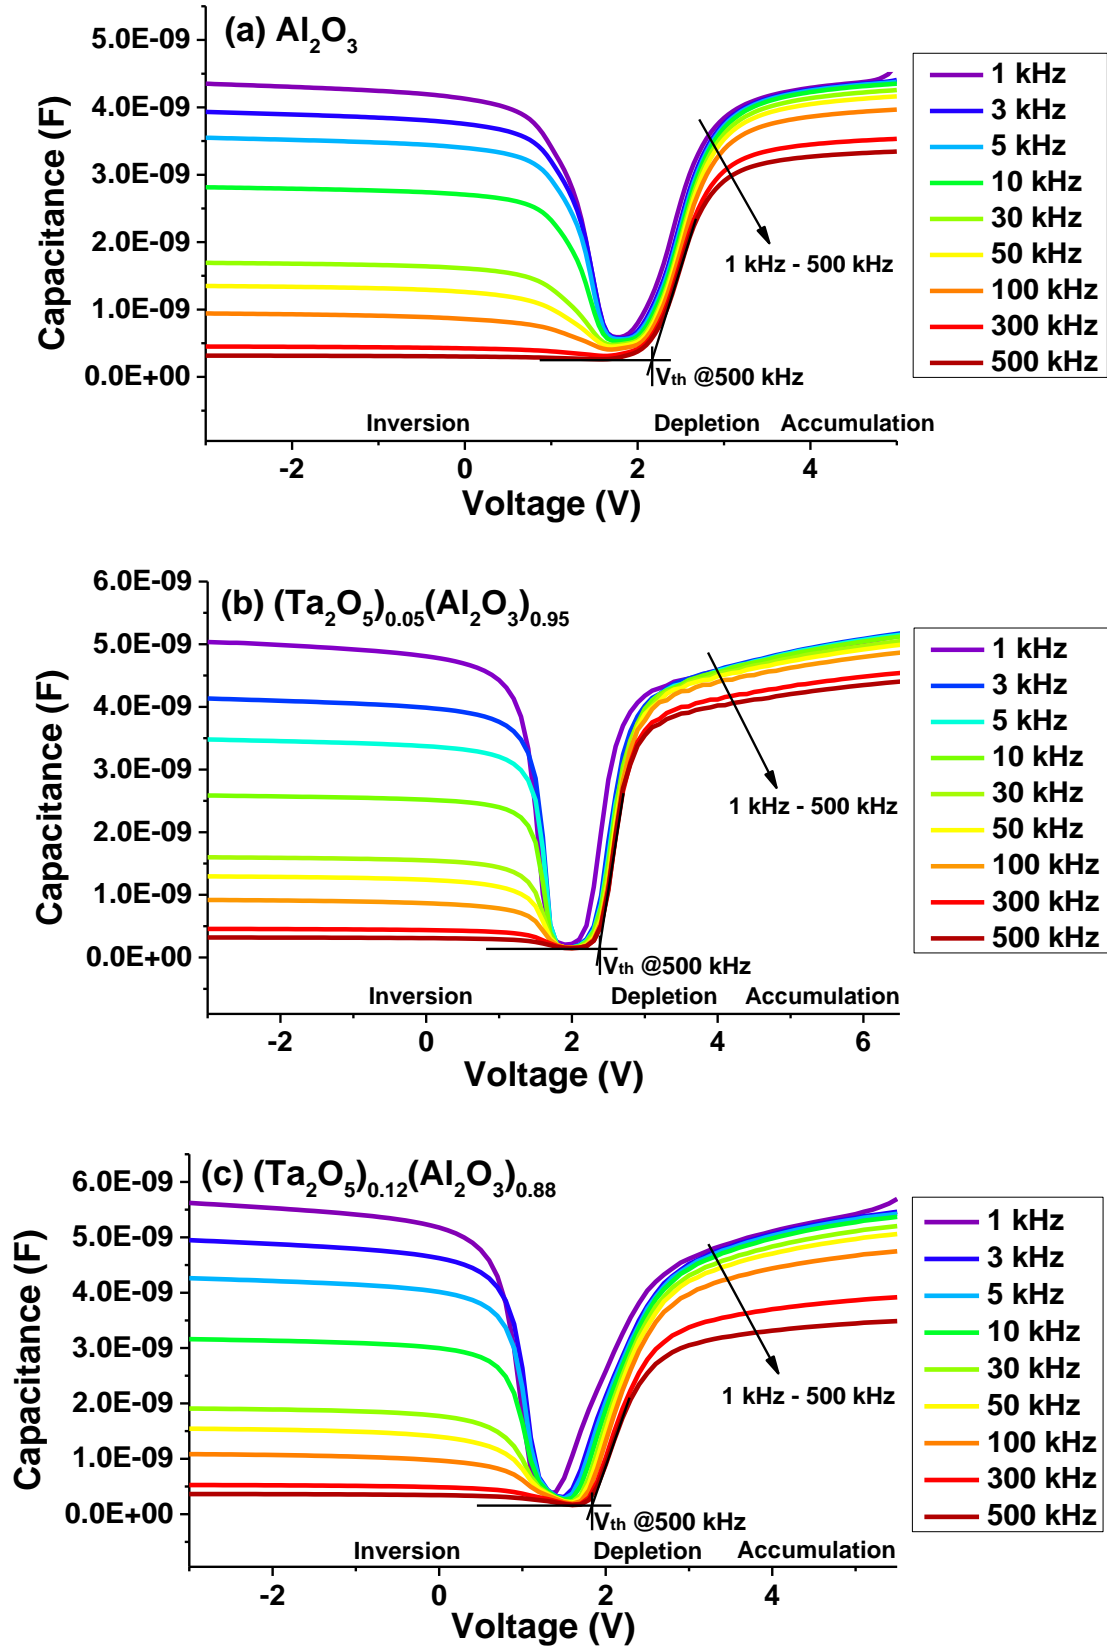 (a) Al₂O₃
5.0E-09
4.0E-09
3.0E-09
2.0E-09
1.0E-09
0.0E+00
Capacitance (F)
1 kHz
3 kHz
5 kHz
10 kHz
30 kHz
50 kHz
100 kHz
300 kHz
500 kHz
1 kHz - 500 kHz
Vth @500 kHz
Inversion Depletion Accumulation
-2 0 2 4
Voltage (V)
(b) (Ta₂O₅)₀.₀₅(Al₂O₃)₀.₉₅
6.0E-09
5.0E-09
4.0E-09
3.0E-09
2.0E-09
1.0E-09
0.0E+00
Capacitance (F)
1 kHz
3 kHz
5 kHz
10 kHz
30 kHz
50 kHz
100 kHz
300 kHz
500 kHz
1 kHz - 500 kHz
Vth @500 kHz
Inversion Depletion Accumulation
-2 0 2 4 6
Voltage (V)
(c) (Ta₂O₅)₀.₁₂(Al₂O₃)₀.₈₈
6.0E-09
5.0E-09
4.0E-09
3.0E-09
2.0E-09
1.0E-09
0.0E+00
Capacitance (F)
1 kHz
3 kHz
5 kHz
10 kHz
30 kHz
50 kHz
100 kHz
300 kHz
500 kHz
1 kHz - 500 kHz
Vth @500 kHz
Inversion Depletion Accumulation
-2 0 2 4
Voltage (V)